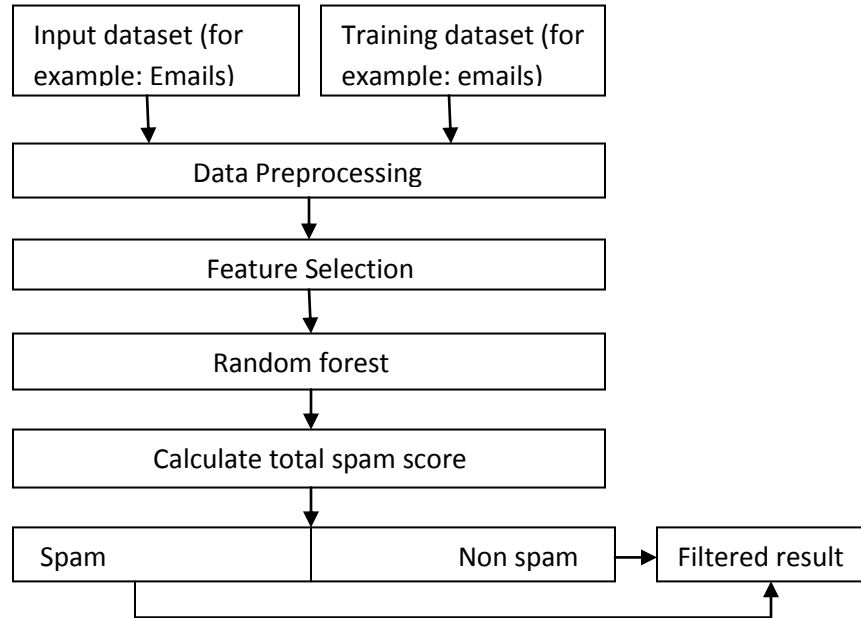 Input dataset (for
example: Emails)
Training dataset (for
example: emails)
Data Preprocessing
Feature Selection
Random forest
Calculate total spam score
Spam
Non spam
Filtered result